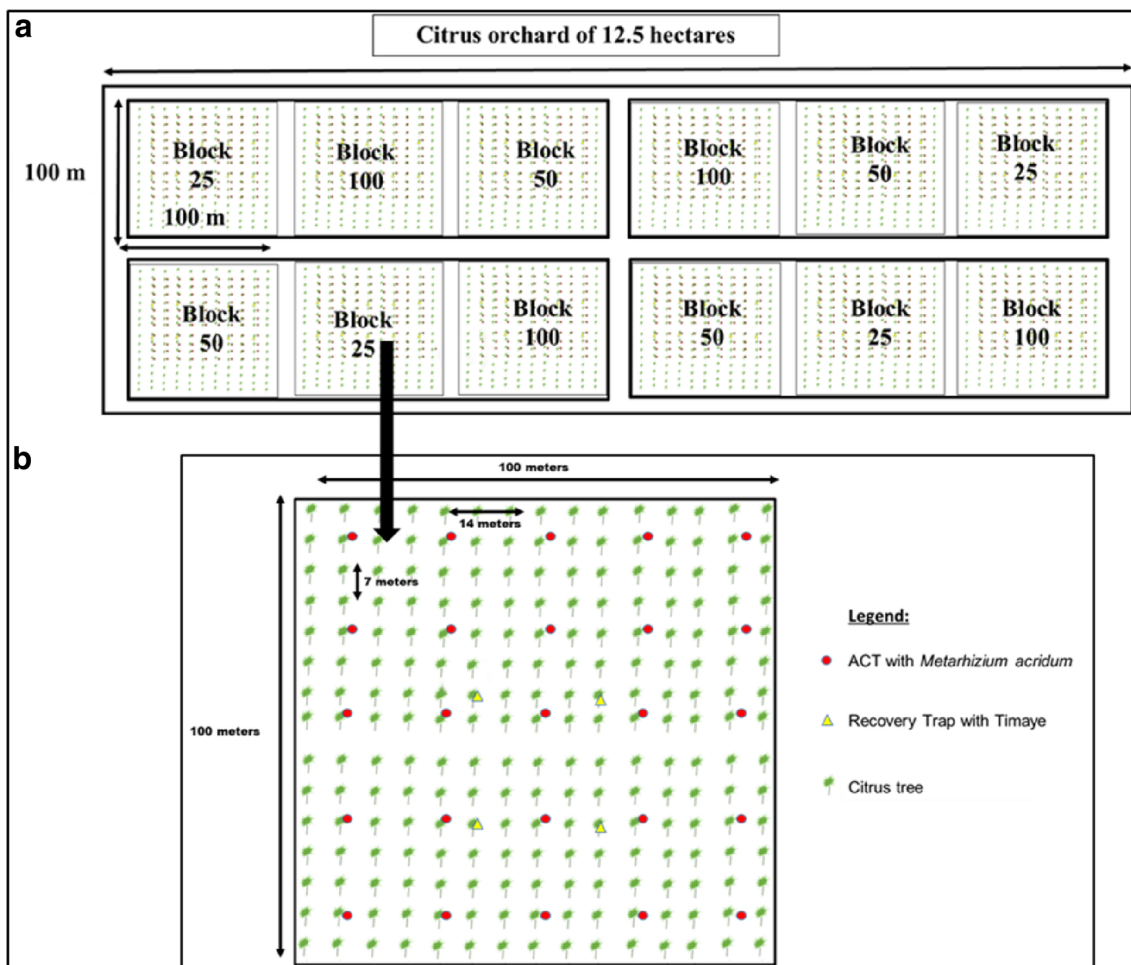 a
Citrus orchard of 12.5 hectares
100 m
Block
25
100 m
Block
100
Block
50
Block
100
Block
50
Block
25
Block
50
Block
25
Block
100
Block
50
Block
25
Block
100
b
100 meters
14 meters
7 meters
100 meters
Legend:
ACT with Metarhizium acridum
Recovery Trap with Timaye
Citrus tree